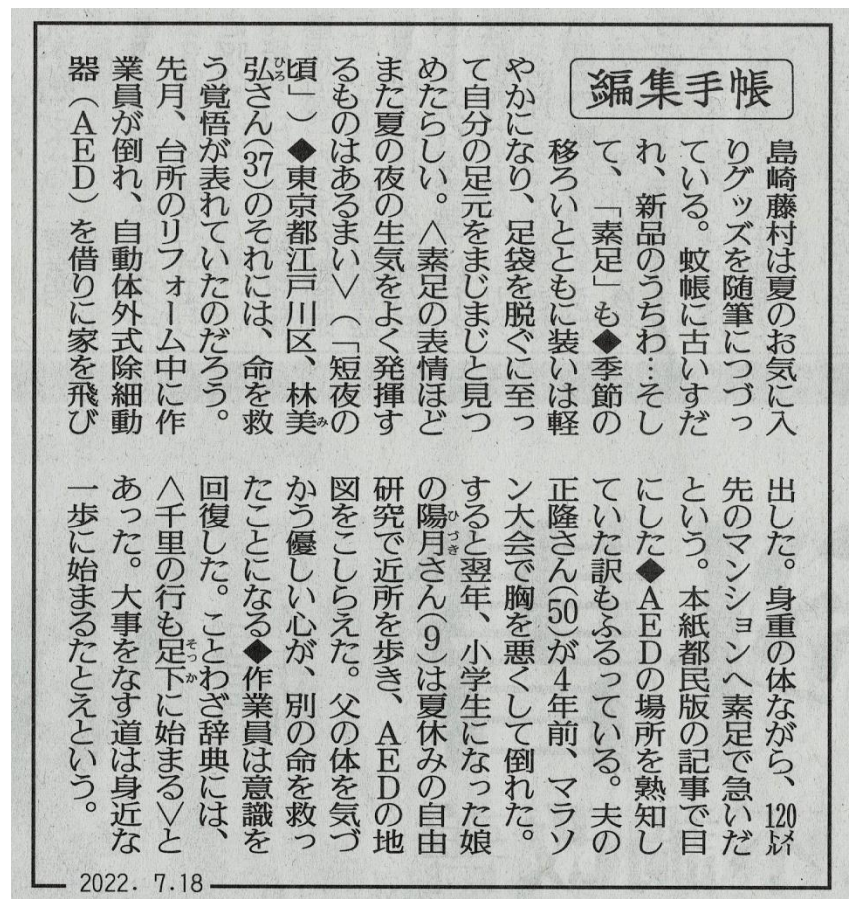 編集手帳
島崎藤村は夏のお気に入
りグッズを随筆につづっ
ている。蚊帳に古いすだ
れ、新品のうちわ…そし
て、「素足」も◆季節の
移ろいとともに装いは軽
やかになり、足袋を脱ぐに至っ
て自分の足元をまじまじと見つ
めたらしい。〈素足の表情ほど
また夏の夜の生気をよく発揮す
るものはあるまい〉(「短夜の
頃」)◆東京都江戸川区、林美
弘さん(37)のそれには、命を救
う覚悟が表れていたのだろう。
先月、台所のリフォーム中に作
業員が倒れ、自動体外式除細動
器(AED)を借りに家を飛び
出した。身重の体ながら、120メートル
先のマンションへ素足で急いだ
という。本紙都民版の記事で目
にした◆AEDの場所を熟知し
ていた訳もふるっている。夫の
正隆さん(50)が4年前、マラソ
ン大会で胸を悪くして倒れた。
すると翌年、小学生になった娘
の陽月さん(9)は夏休みの自由
研究で近所を歩き、AEDの地
図をこしらえた。父の体を気づ
かう優しい心が、別の命を救っ
たことになる◆作業員は意識を
回復した。ことわざ辞典には、
〈千里の行も足下に始まる〉と
あった。大事をなす道は身近な
一歩に始まるたとえという。
2022. 7.18